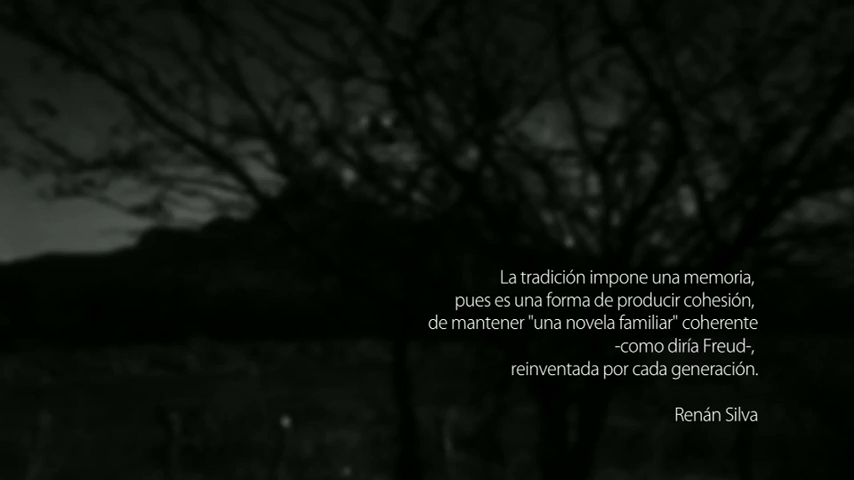 La tradición impone una memoria,
pues es una forma de producir cohesión,
de mantener "una novela familiar" coherente
-como diría Freud-,
reinventada por cada generación.
Renán Silva